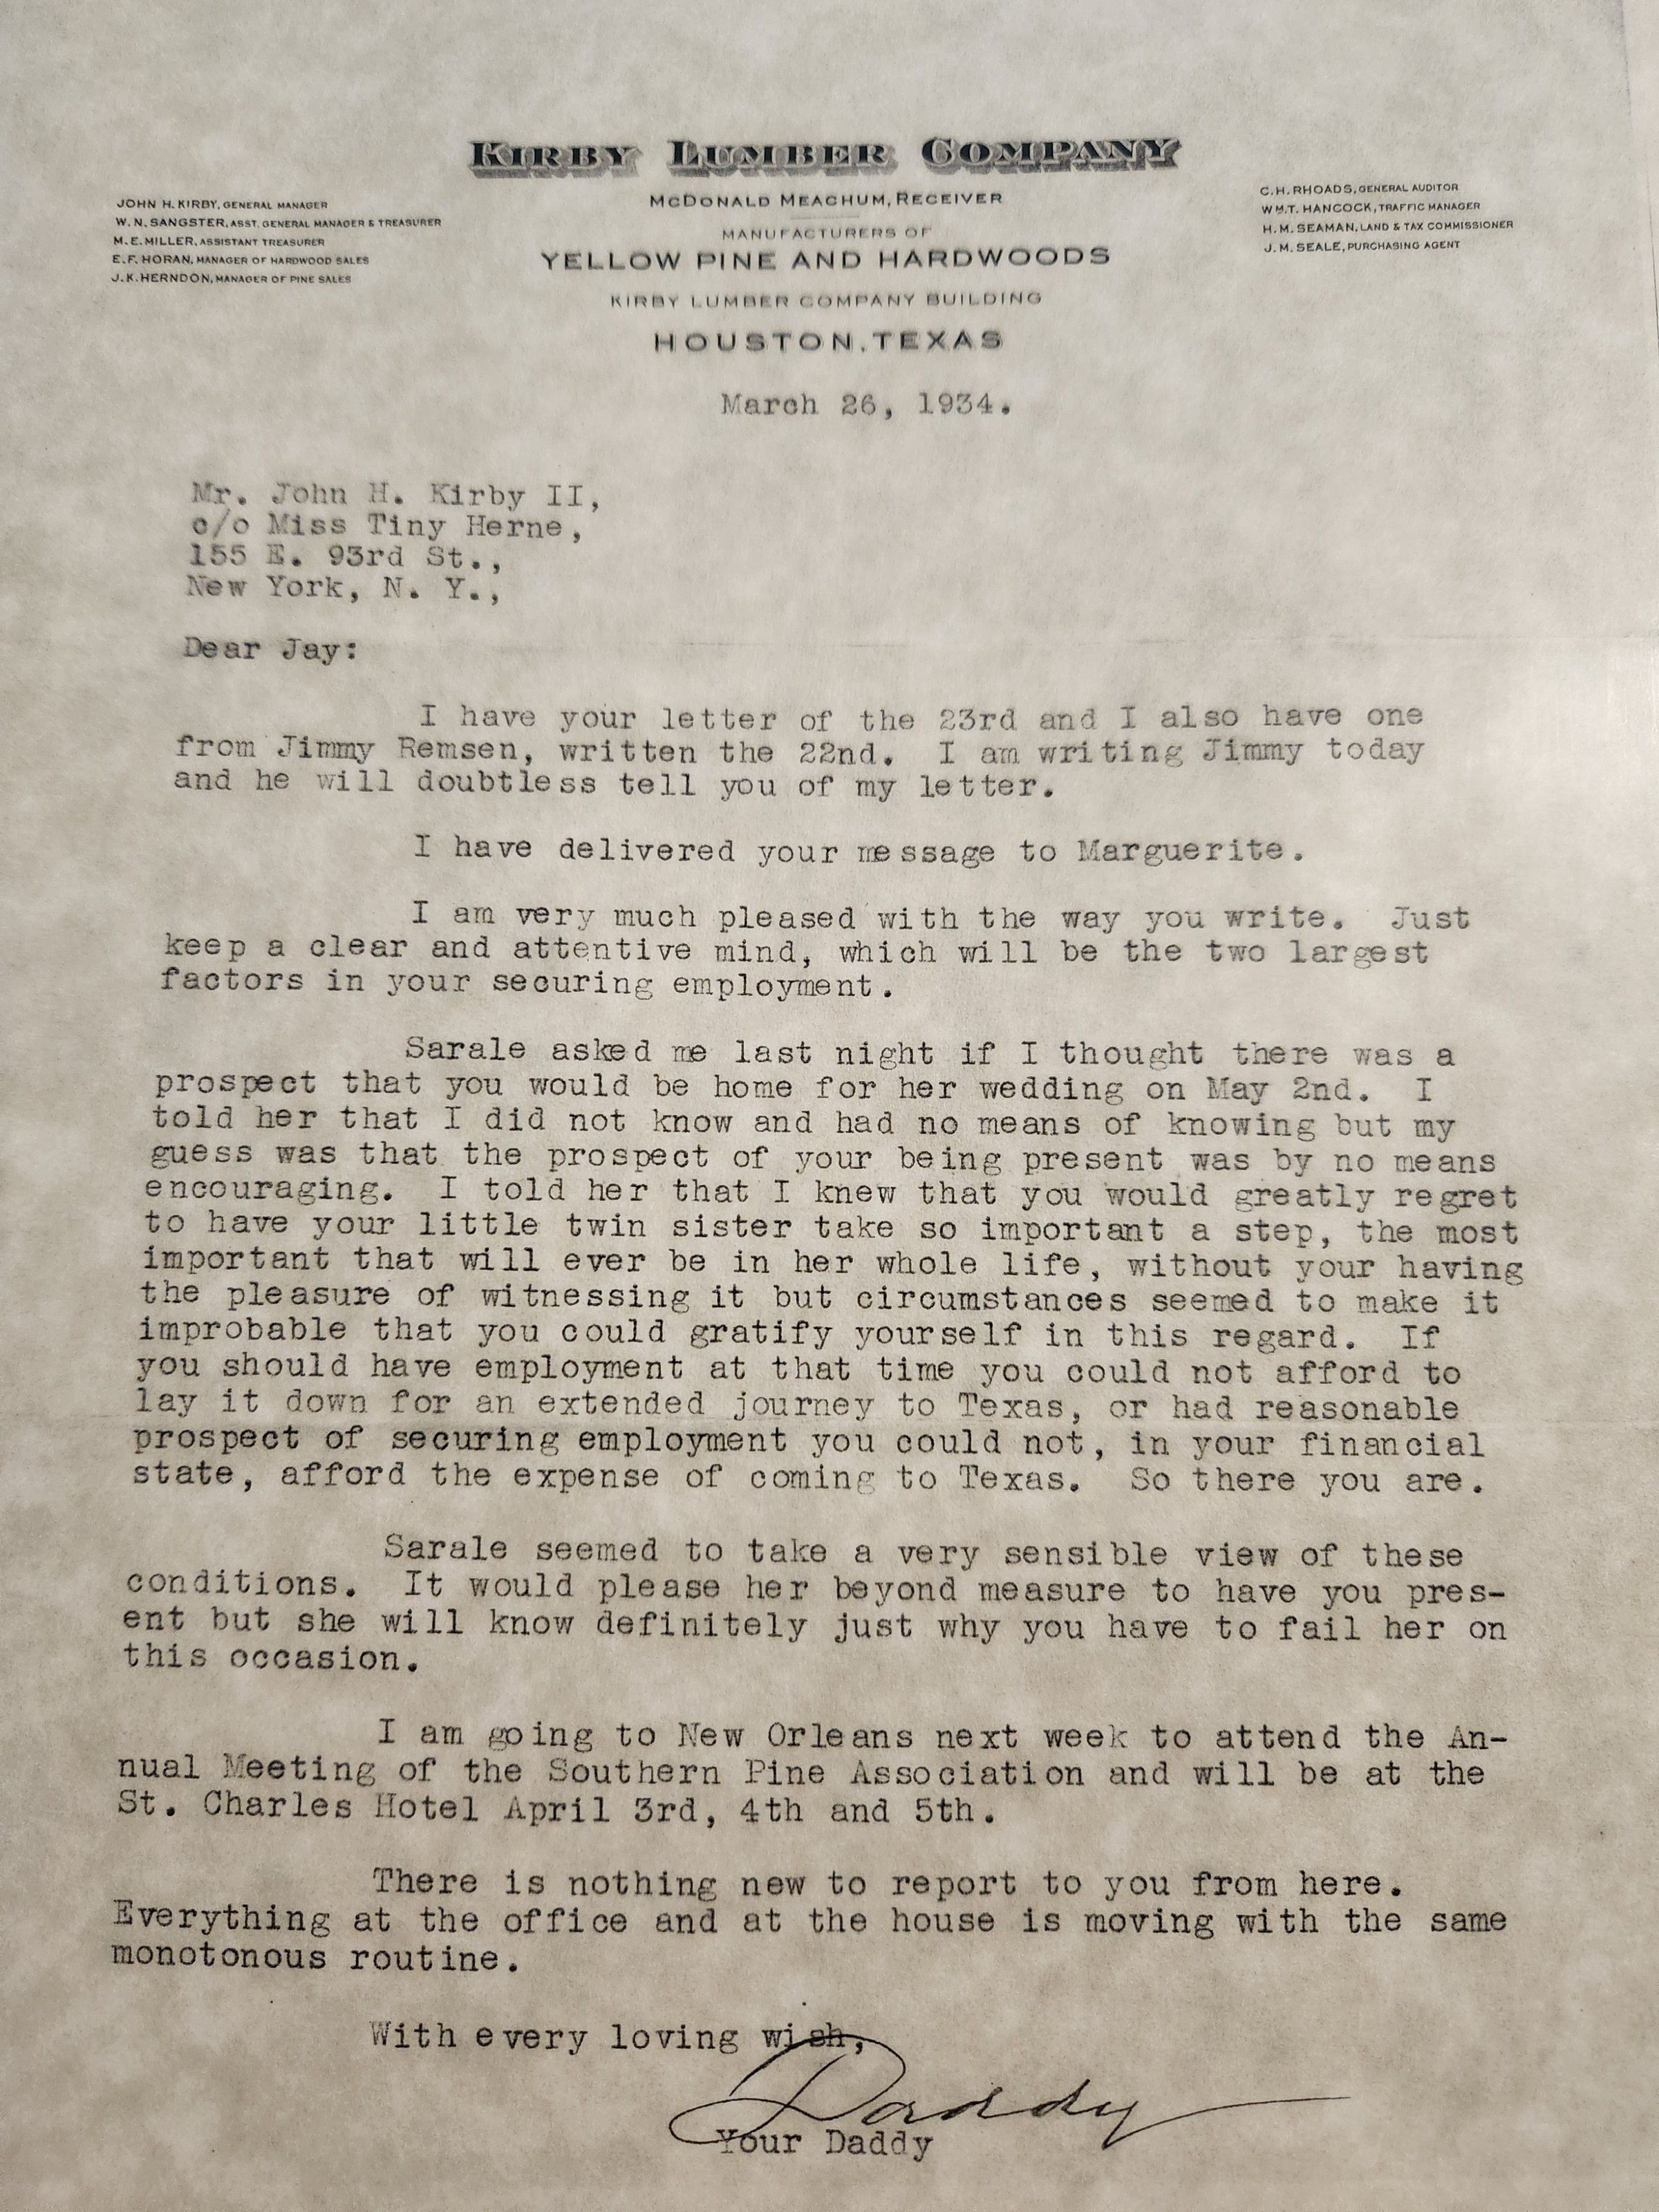 KIRBY LUMBER COMPANY
McDONALD MEACHUM, RECEIVER
MANUFACTURERS OF
YELLOW PINE AND HARDWOODS
KIRBY LUMBER COMPANY BUILDING
HOUSTON, TEXAS
JOHN H. KIRBY, GENERAL MANAGER
W. N. SANGSTER, ASST. GENERAL MANAGER & TREASURER
M. E. MILLER, ASSISTANT TREASURER
E. F. HORAN, MANAGER OF HARDWOOD SALES
J. K. HERNDON, MANAGER OF PINE SALES
C. H. RHOADS, GENERAL AUDITOR
WM. T. HANCOCK, TRAFFIC MANAGER
H. M. SEAMAN, LAND & TAX COMMISSIONER
J. M. SEALE, PURCHASING AGENT
March 26, 1934.
Mr. John H. Kirby II,
c/o Miss Tiny Herne,
155 E. 93rd St.,
New York, N. Y.,
Dear Jay:
I have your letter of the 23rd and I also have one
from Jimmy Remsen, written the 22nd. I am writing Jimmy today
and he will doubtless tell you of my letter.
I have delivered your message to Marguerite.
I am very much pleased with the way you write. Just
keep a clear and attentive mind, which will be the two largest
factors in your securing employment.
Sarale asked me last night if I thought there was a
prospect that you would be home for her wedding on May 2nd. I
told her that I did not know and had no means of knowing but my
guess was that the prospect of your being present was by no means
encouraging. I told her that I knew that you would greatly regret
to have your little twin sister take so important a step, the most
important that will ever be in her whole life, without your having
the pleasure of witnessing it but circumstances seemed to make it
improbable that you could gratify yourself in this regard. If
you should have employment at that time you could not afford to
lay it down for an extended journey to Texas, or had reasonable
prospect of securing employment you could not, in your financial
state, afford the expense of coming to Texas. So there you are.
Sarale seemed to take a very sensible view of these
conditions. It would please her beyond measure to have you pres-
ent but she will know definitely just why you have to fail her on
this occasion.
I am going to New Orleans next week to attend the An-
nual Meeting of the Southern Pine Association and will be at the
St. Charles Hotel April 3rd, 4th and 5th.
There is nothing new to report to you from here.
Everything at the office and at the house is moving with the same
monotonous routine.
With every loving wish,
Daddy
Your Daddy